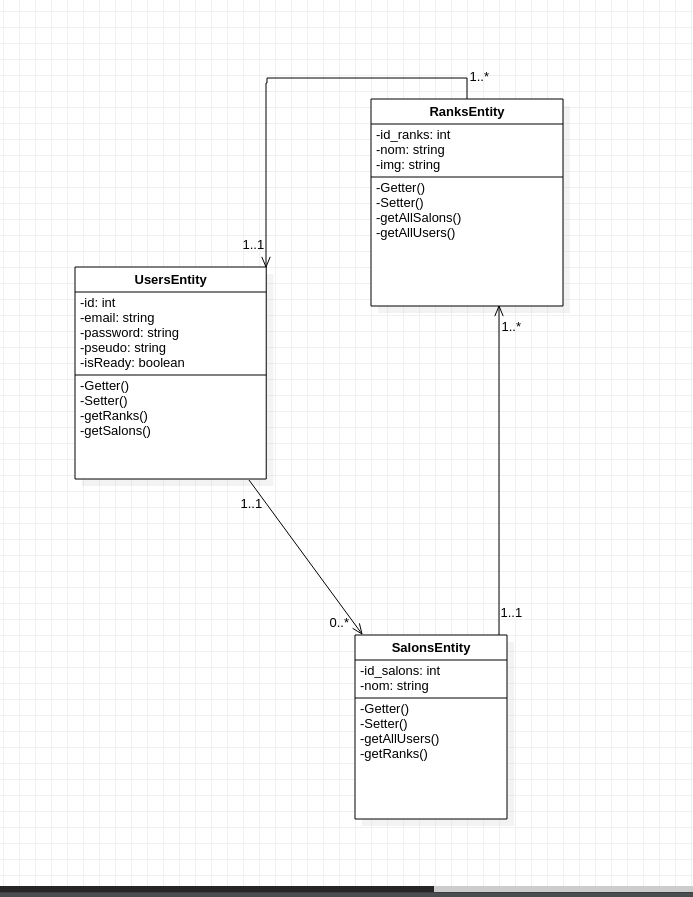 1..*
RanksEntity
-id_ranks: int
-nom: string
-img: string
-Getter()
-Setter()
-getAllSalons()
-getAllUsers()
1..1
UsersEntity
-id: int
-email: string
-password: string
-pseudo: string
-isReady: boolean
-Getter()
-Setter()
-getRanks()
-getSalons()
1..*
1..1
0..*
1..1
SalonsEntity
-id_salons: int
-nom: string
-Getter()
-Setter()
-getAllUsers()
-getRanks()